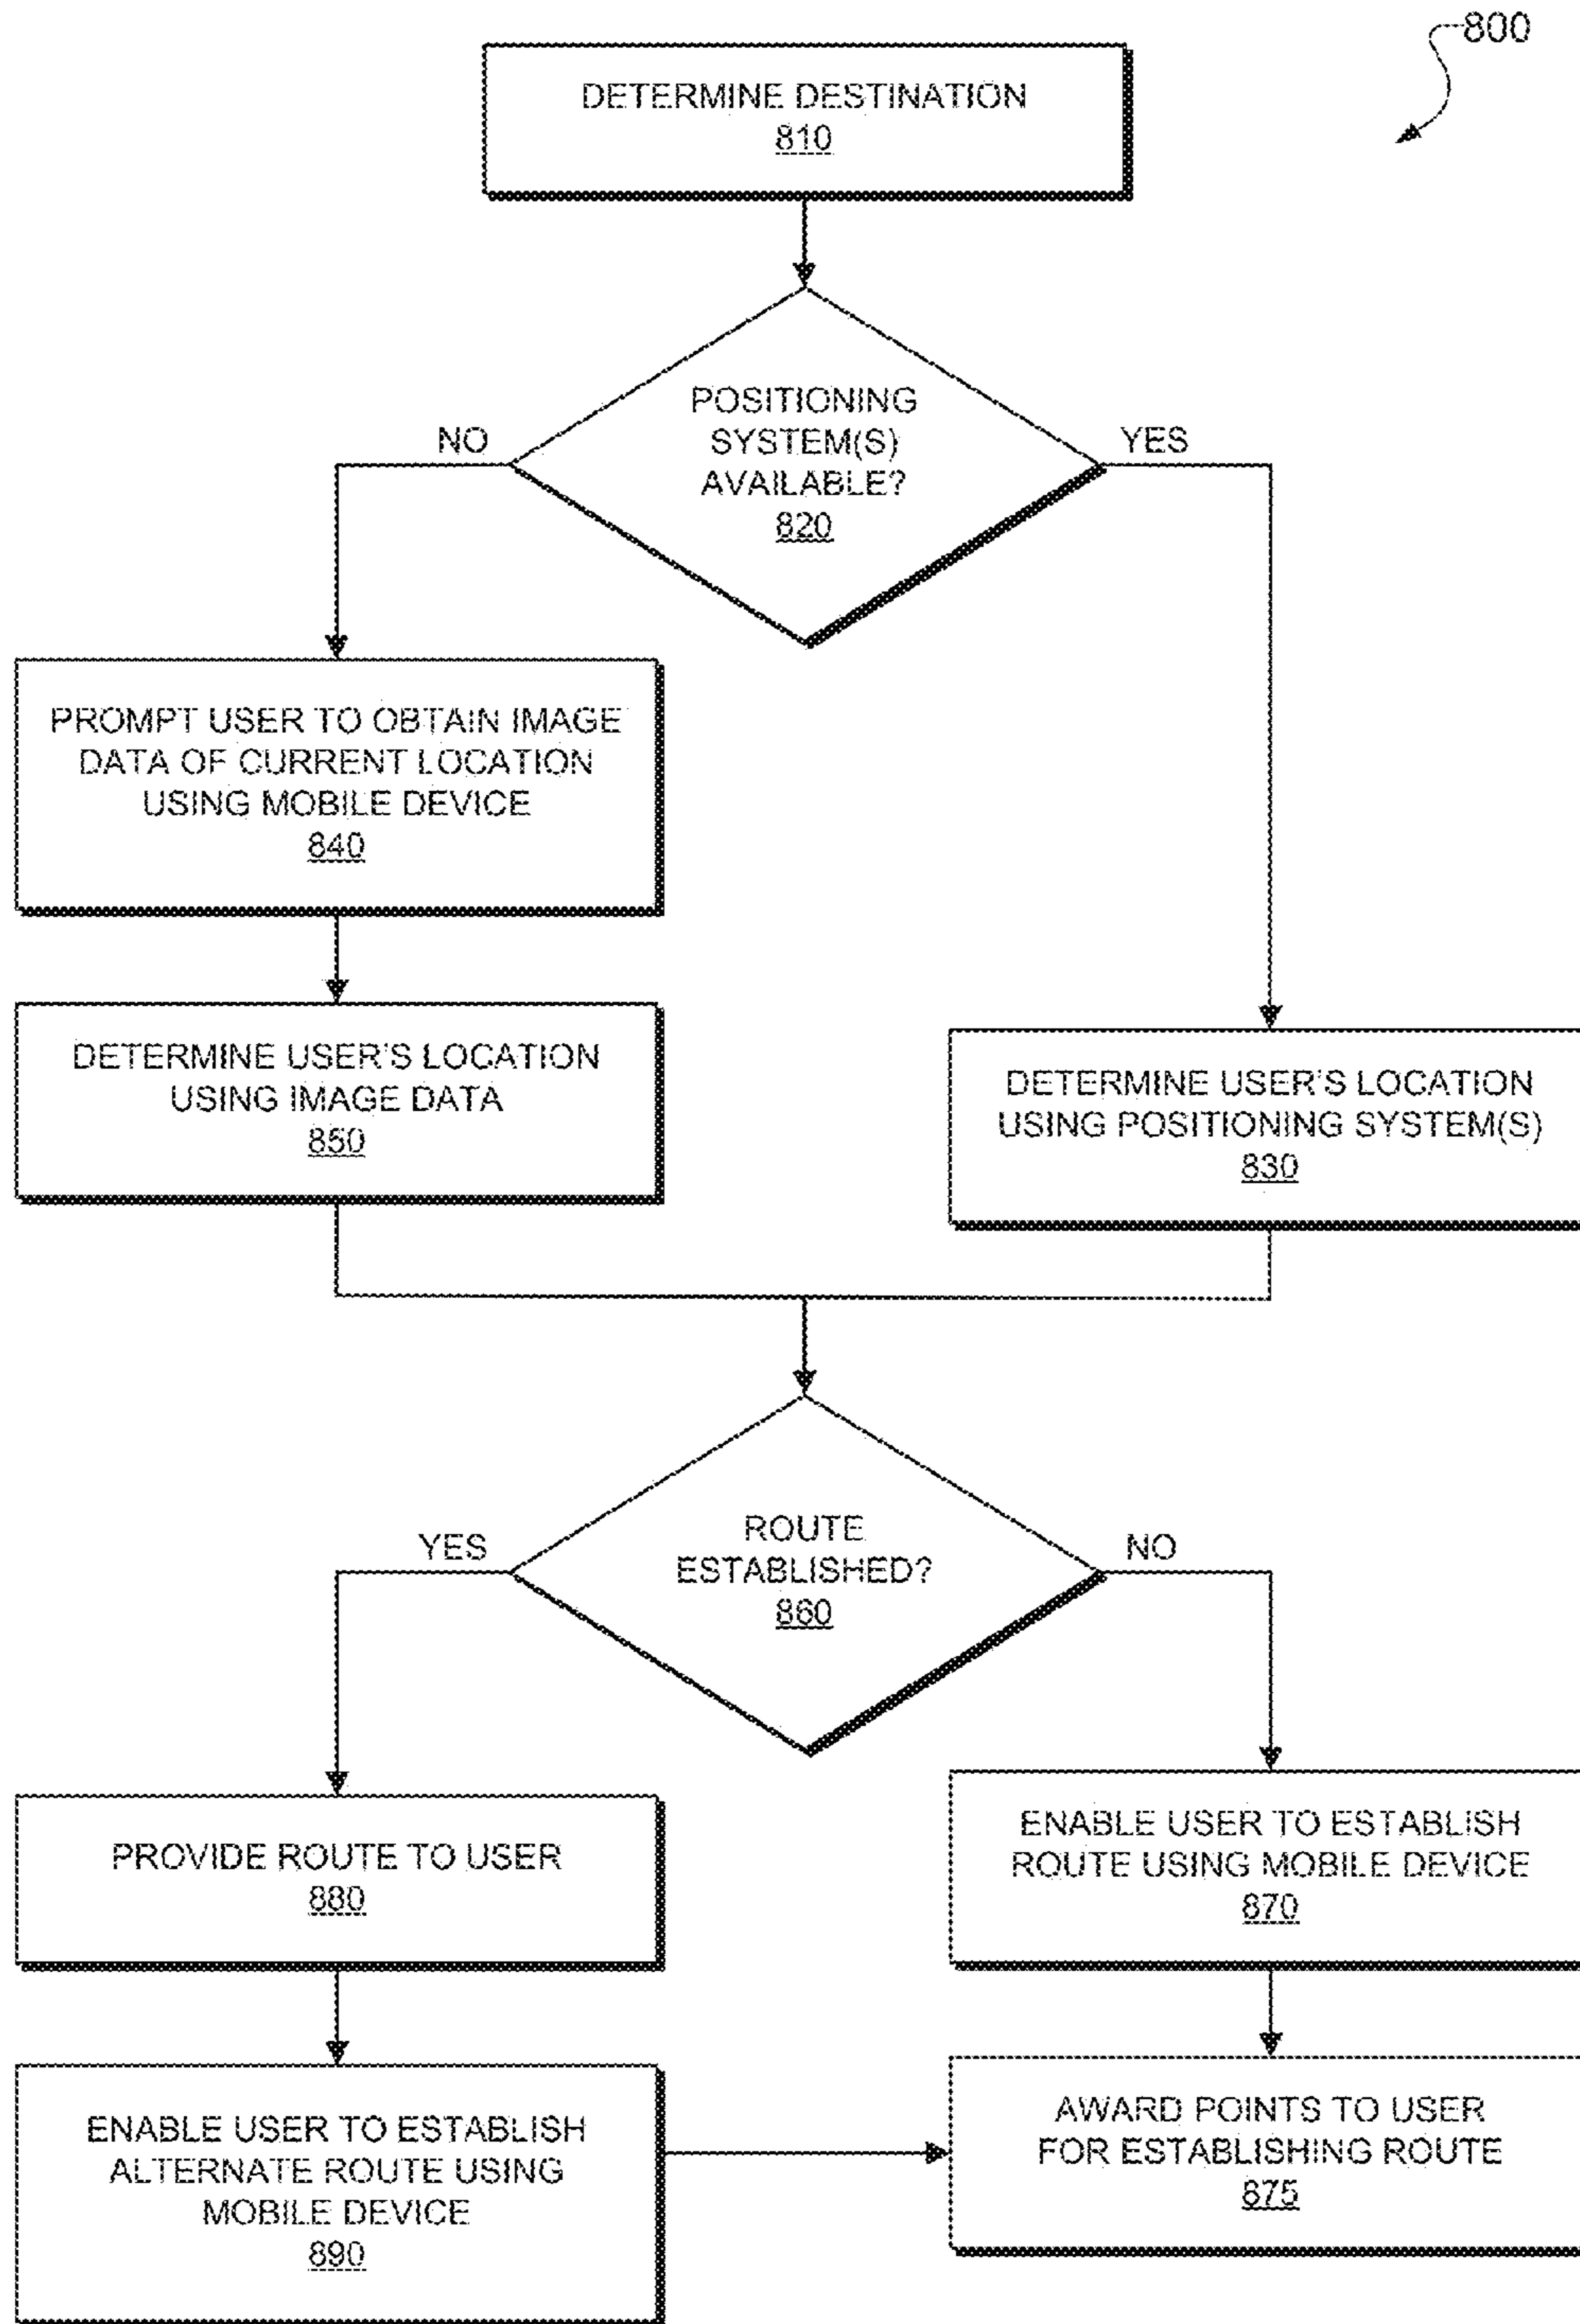 800
DETERMINE DESTINATION
810
POSITIONING
SYSTEM(S)
AVAILABLE?
820
NO
YES
PROMPT USER TO OBTAIN IMAGE
DATA OF CURRENT LOCATION
USING MOBILE DEVICE
840
DETERMINE USER'S LOCATION
USING IMAGE DATA
850
DETERMINE USER'S LOCATION
USING POSITIONING SYSTEM(S)
830
ROUTE
ESTABLISHED?
860
YES
NO
PROVIDE ROUTE TO USER
880
ENABLE USER TO ESTABLISH
ROUTE USING MOBILE DEVICE
870
ENABLE USER TO ESTABLISH
ALTERNATE ROUTE USING
MOBILE DEVICE
890
AWARD POINTS TO USER
FOR ESTABLISHING ROUTE
875